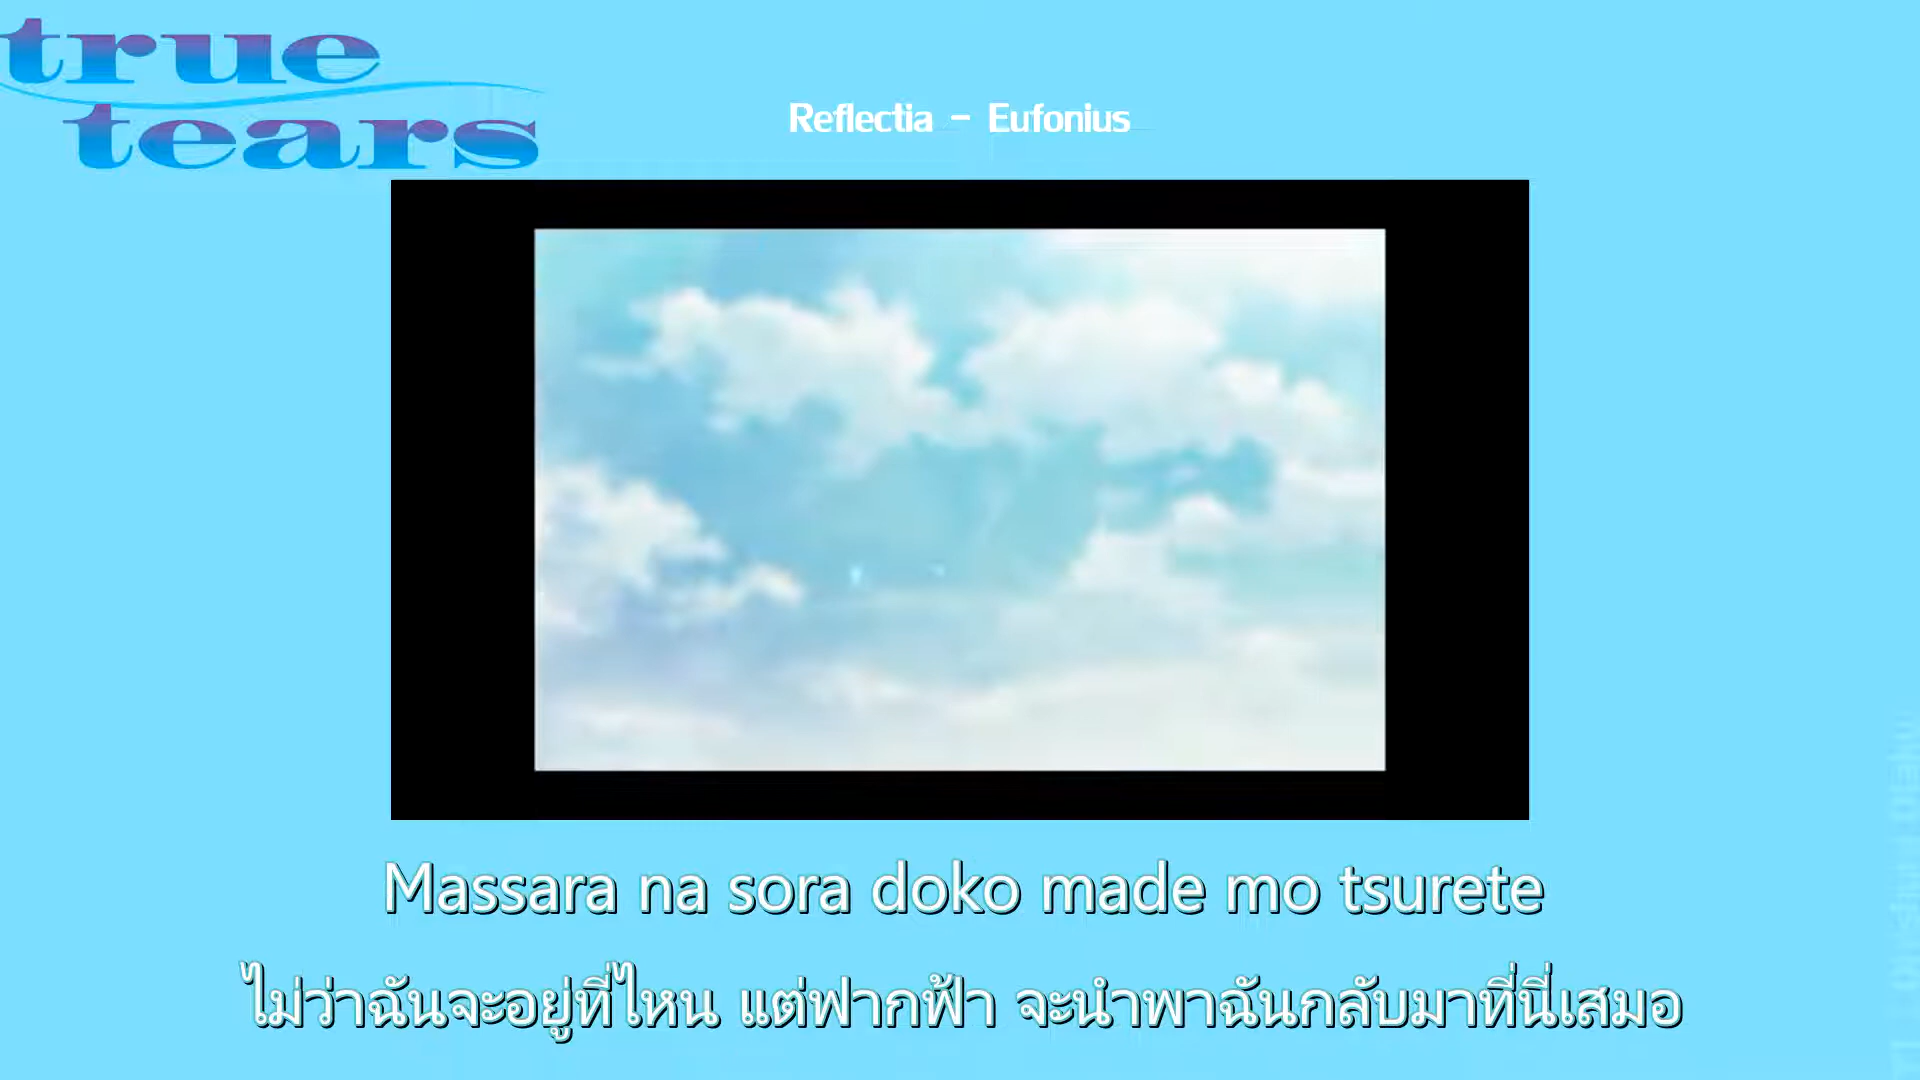 true
tears
Reflectia - Eufonius
Massara na sora doko made mo tsurete
ไม่ว่าฉันจะอยู่ที่ไหน แต่ฟากฟ้า จะนำพาฉันกลับมาที่นี่เสมอ